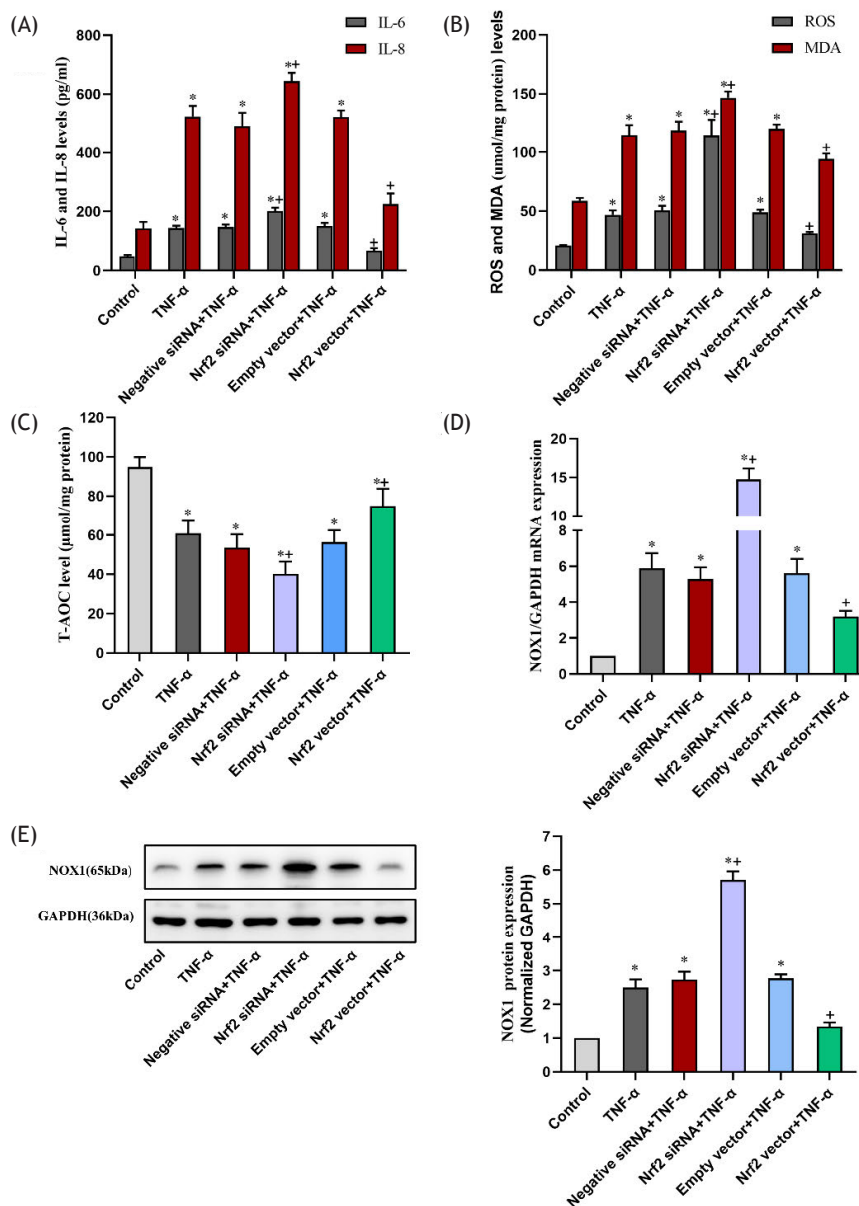 (A)
IL-6
IL-8
IL-6 and IL-8 levels (pg/ml)
800
600
400
200
0
*
*
*
*
*+
*+
*
*
+
+
Control
TNF-α
Negative siRNA+TNF-α
Nrf2 siRNA+TNF-α
Empty vector+TNF-α
Nrf2 vector+TNF-α
(B)
ROS
MDA
ROS and MDA (umol/mg protein) levels
200
150
100
50
0
*
*
*
*
*+
*+
*
*
+
+
Control
TNF-α
Negative siRNA+TNF-α
Nrf2 siRNA+TNF-α
Empty vector+TNF-α
Nrf2 vector+TNF-α
(C)
T-AOC level (μmol/mg protein)
120
100
80
60
40
20
0
*
*
*+
*
*+
Control
TNF-α
Negative siRNA+TNF-α
Nrf2 siRNA+TNF-α
Empty vector+TNF-α
Nrf2 vector+TNF-α
(D)
NOX1/GAPDH mRNA expression
20
15
10
8
6
4
2
0
*
*
*+
*
+
Control
TNF-α
Negative siRNA+TNF-α
Nrf2 siRNA+TNF-α
Empty vector+TNF-α
Nrf2 vector+TNF-α
(E)
NOX1(65kDa)
GAPDH(36kDa)
Control
TNF-α
Negative siRNA+TNF-α
Nrf2 siRNA+TNF-α
Empty vector+TNF-α
Nrf2 vector+TNF-α
NOX1 protein expression
(Normalized GAPDH)
7
6
5
4
3
2
1
0
*
*
*+
*
+
Control
TNF-α
Negative siRNA+TNF-α
Nrf2 siRNA+TNF-α
Empty vector+TNF-α
Nrf2 vector+TNF-α